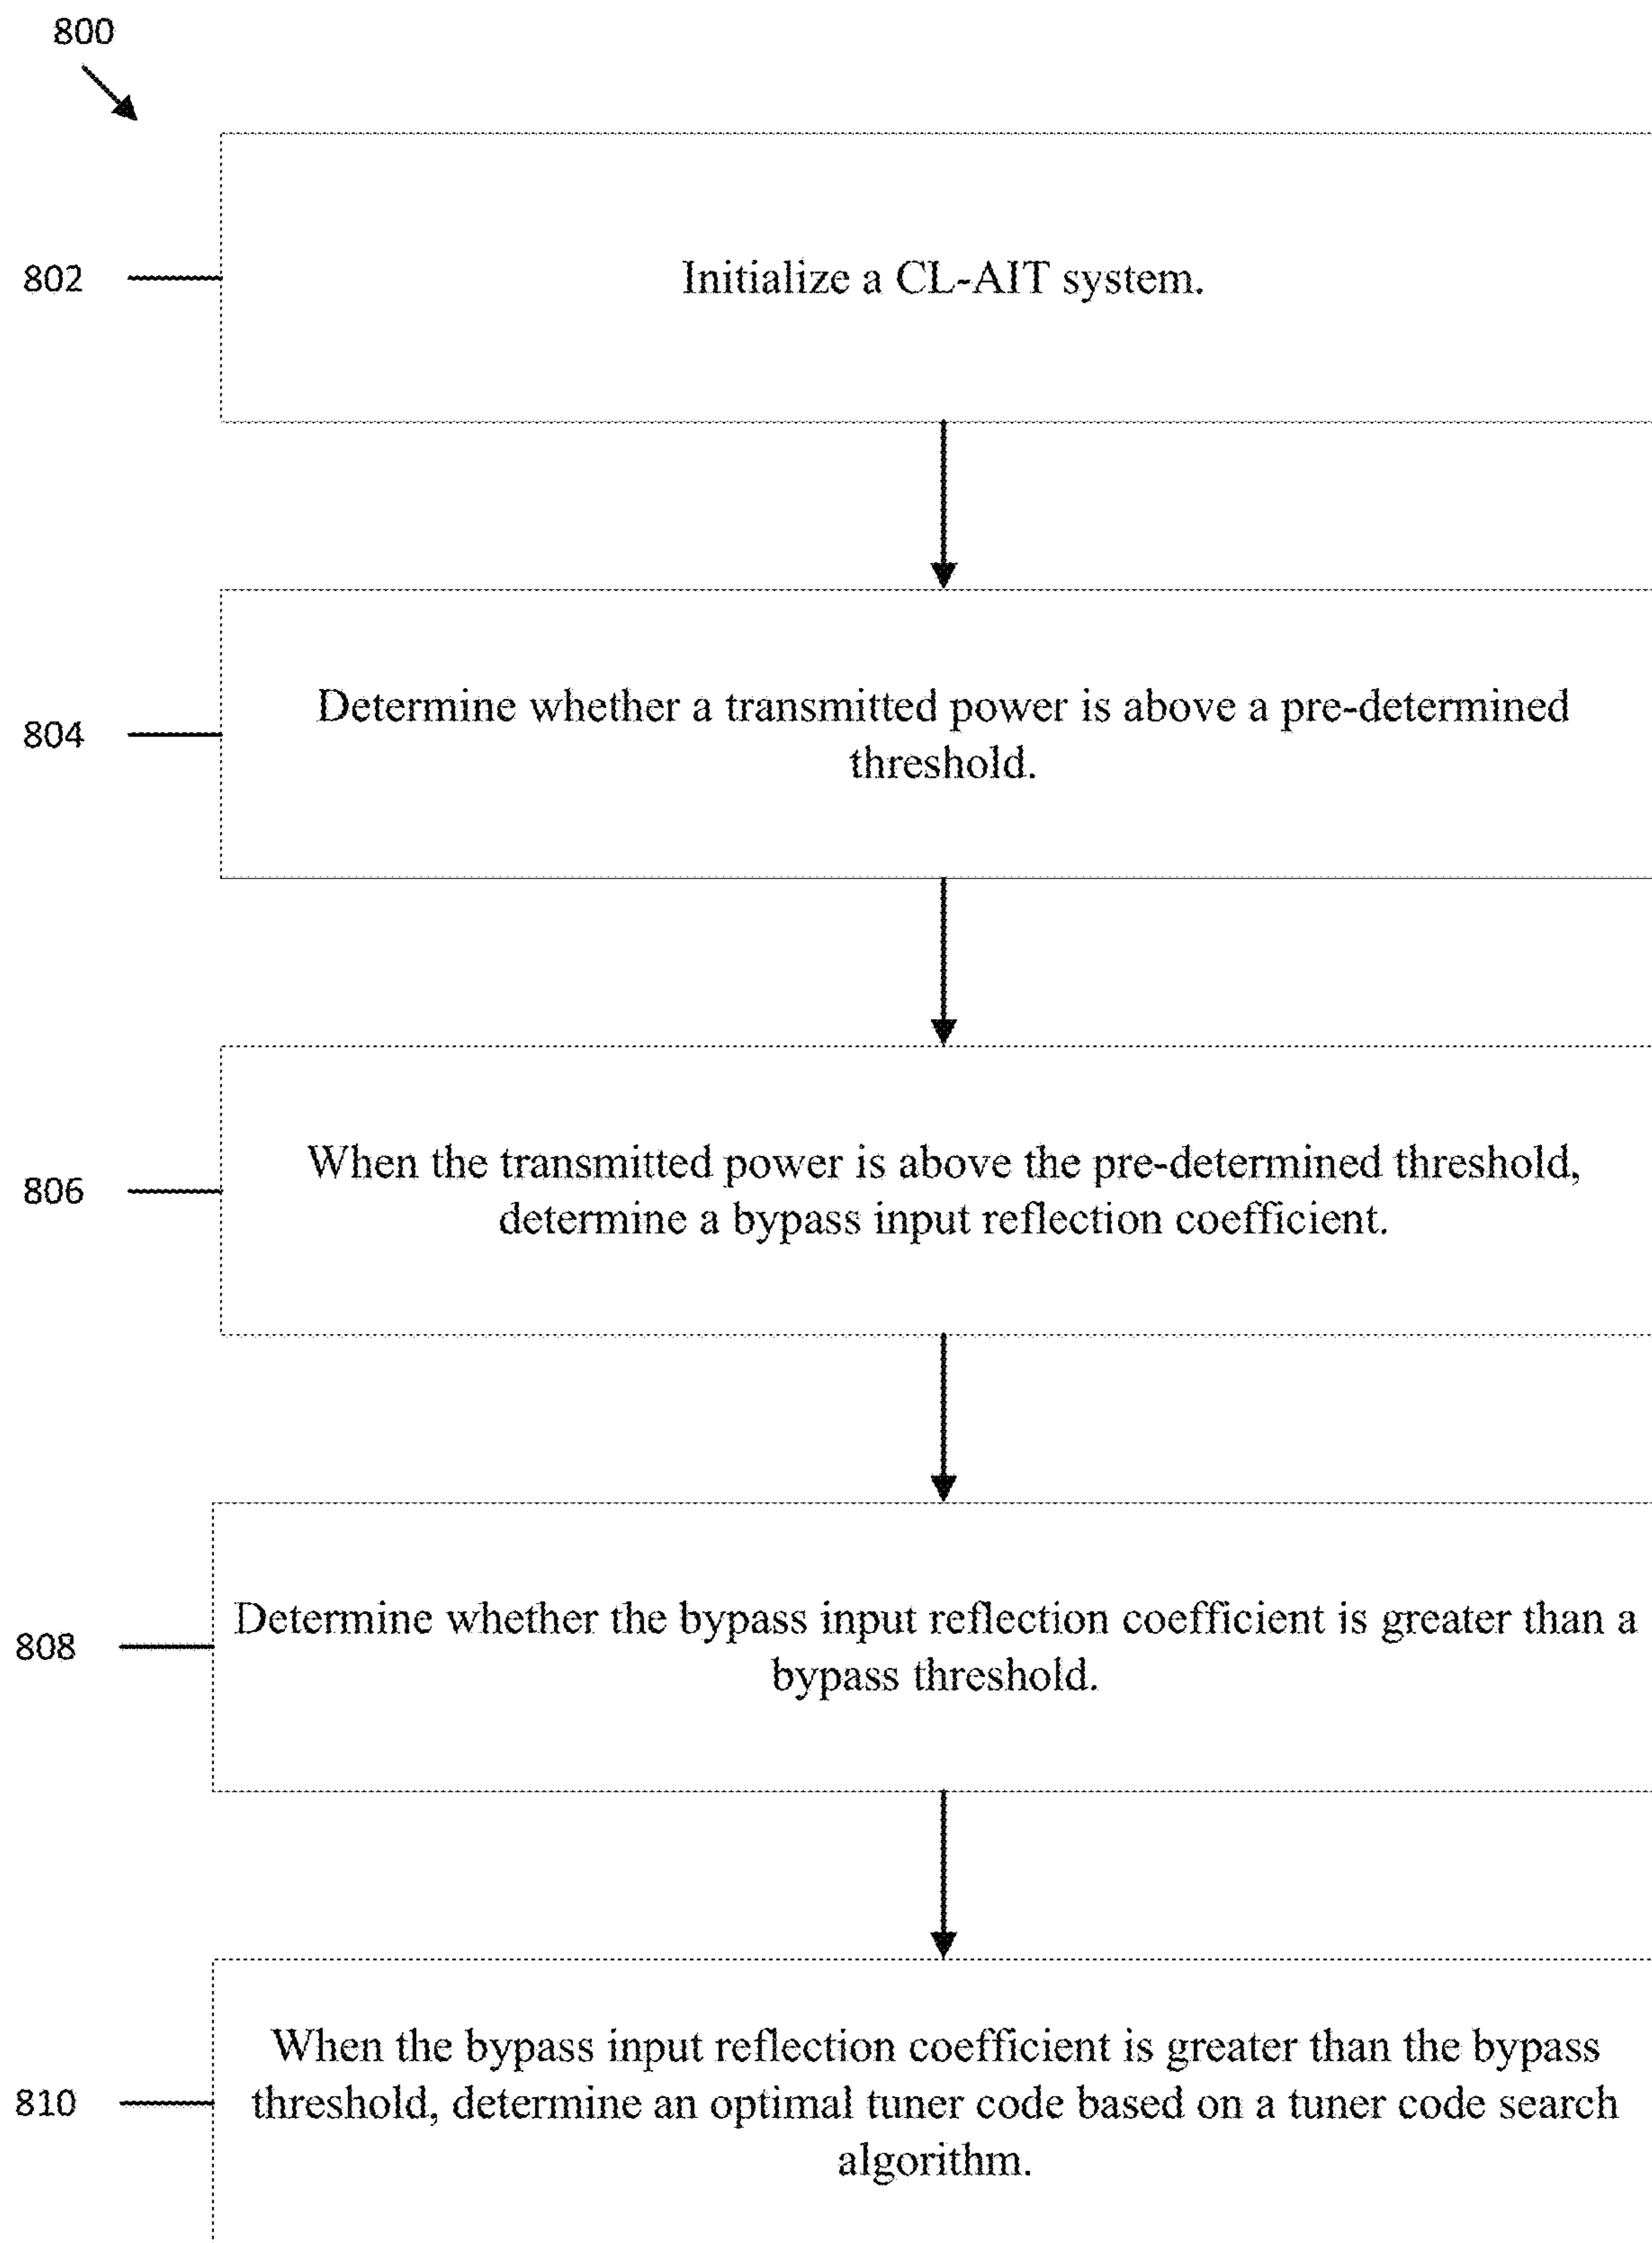 800
802
Initialize a CL-AIT system.
804
Determine whether a transmitted power is above a pre-determined
threshold.
806
When the transmitted power is above the pre-determined threshold,
determine a bypass input reflection coefficient.
808
Determine whether the bypass input reflection coefficient is greater than a
bypass threshold.
810
When the bypass input reflection coefficient is greater than the bypass
threshold, determine an optimal tuner code based on a tuner code search
algorithm.